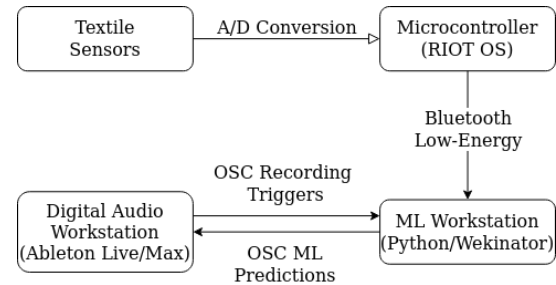 Textile
Sensors
A/D Conversion
Microcontroller
(RIOT OS)
Bluetooth
Low-Energy
OSC Recording
Triggers
Digital Audio
Workstation
(Ableton Live/Max)
ML Workstation
(Python/Wekinator)
OSC ML
Predictions